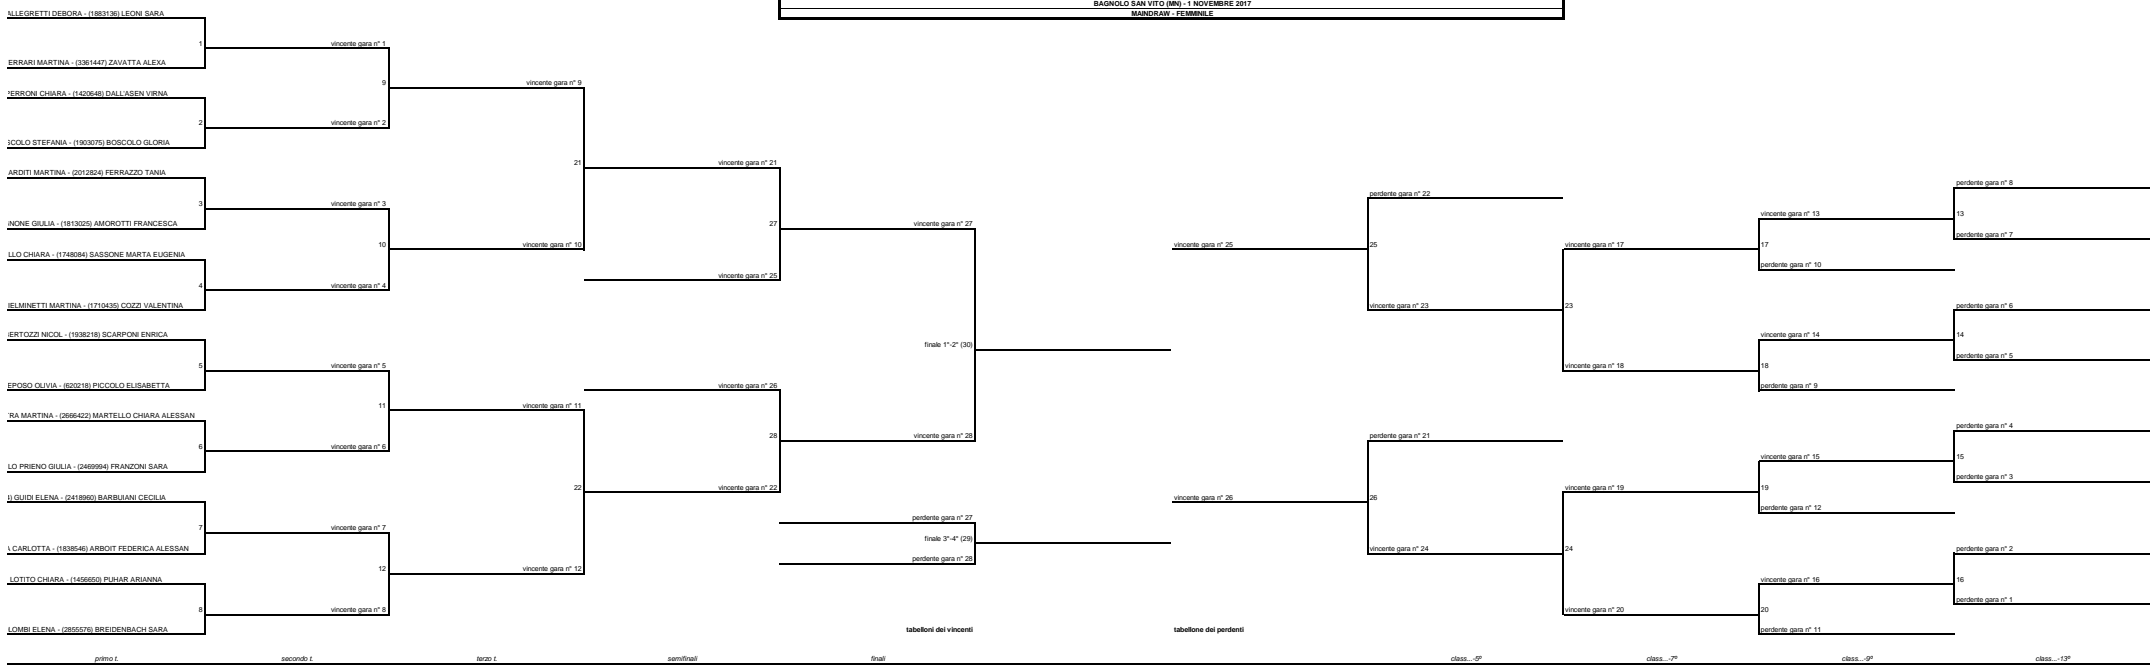 BAGNOLO SAN VITO (MN) - 1 NOVEMBRE 2017
MAINDRAW - FEMMINILE
ALLEGRETTI DEBORA - (1883136) LEONI SARA
1
ERRARI MARTINA - (3361447) ZAVATTA ALEXA
PERRONI CHIARA - (1420648) DALL'ASEN VIRNA
2
SCOLO STEFANIA - (1903075) BOSCOLO GLORIA
ARDITI MARTINA - (2012824) FERRAZZO TANIA
3
NONE GIULIA - (1813025) AMOROTTI FRANCESCA
LLO CHIARA - (1748084) SASSONE MARTA EUGENIA
4
IELMINETTI MARTINA - (1710435) COZZI VALENTINA
ERTOZZI NICOL - (1938218) SCARPONI ENRICA
5
EPOSO OLIVIA - (620218) PICCOLO ELISABETTA
RA MARTINA - (2666422) MARTELLO CHIARA ALESSAN
6
LO PRIENO GIULIA - (2469994) FRANZONI SARA
) GUIDI ELENA - (2418960) BARBUIANI CECILIA
7
CARLOTTA - (1838546) ARBOIT FEDERICA ALESSAN
LOTITO CHIARA - (1456650) PUHAR ARIANNA
8
LOMBI ELENA - (2855576) BREIDENBACH SARA
primo t.
vincente gara n° 1
9
vincente gara n° 2
vincente gara n° 3
10
vincente gara n° 4
vincente gara n° 5
11
vincente gara n° 6
vincente gara n° 7
12
vincente gara n° 8
secondo t.
vincente gara n° 9
21
vincente gara n° 10
vincente gara n° 11
22
vincente gara n° 12
terzo t.
vincente gara n° 21
27
vincente gara n° 25
vincente gara n° 26
28
vincente gara n° 22
semifinali
vincente gara n° 27
finale 1°-2° (30)
vincente gara n° 28
perdente gara n° 27
finale 3°-4° (29)
perdente gara n° 28
tabelloni dei vincenti
finali
vincente gara n° 25
vincente gara n° 26
tabellone dei perdenti
perdente gara n° 22
25
vincente gara n° 23
perdente gara n° 21
26
vincente gara n° 24
class...-5º
vincente gara n° 17
23
vincente gara n° 18
vincente gara n° 19
24
vincente gara n° 20
class...-7º
vincente gara n° 13
17
perdente gara n° 10
vincente gara n° 14
18
perdente gara n° 9
vincente gara n° 15
19
perdente gara n° 12
vincente gara n° 16
20
perdente gara n° 11
class...-9º
perdente gara n° 8
13
perdente gara n° 7
perdente gara n° 6
14
perdente gara n° 5
perdente gara n° 4
15
perdente gara n° 3
perdente gara n° 2
16
perdente gara n° 1
class...-13º